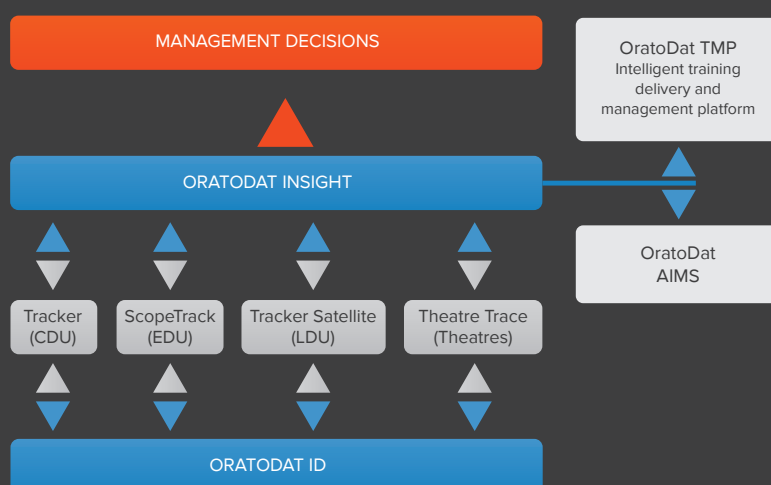 MANAGEMENT DECISIONS
OratoDat TMP
Intelligent training
delivery and
management platform
ORATODAT INSIGHT
OratoDat
AIMS
Tracker
(CDU)
ScopeTrack
(EDU)
Tracker Satellite
(LDU)
Theatre Trace
(Theatres)
ORATODAT ID